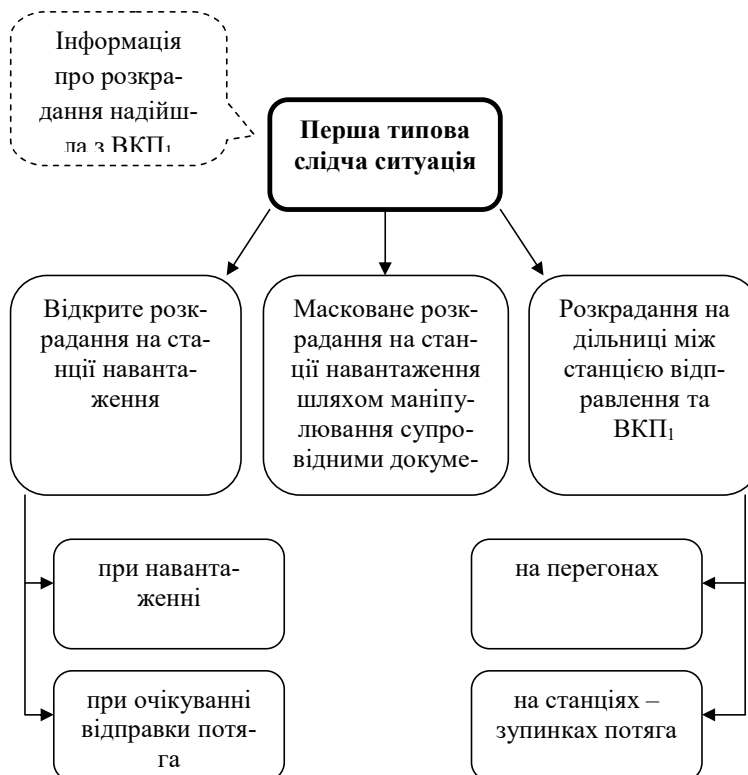 Інформація
про розкра-
дання надійш-
ла з ВКП₁
Перша типова
слідча ситуація
Відкрите розк-
радання на ста-
нції наванта-
ження
Масковане розк-
радання на стан-
ції навантаження
шляхом маніпу-
лювання супро-
відними докуме-
Розкрадання на
дільниці між
станцією відп-
равлення та
ВКП₁
при наванта-
женні
на перегонах
при очікуванні
відправки потя-
га
на станціях –
зупинках потяга